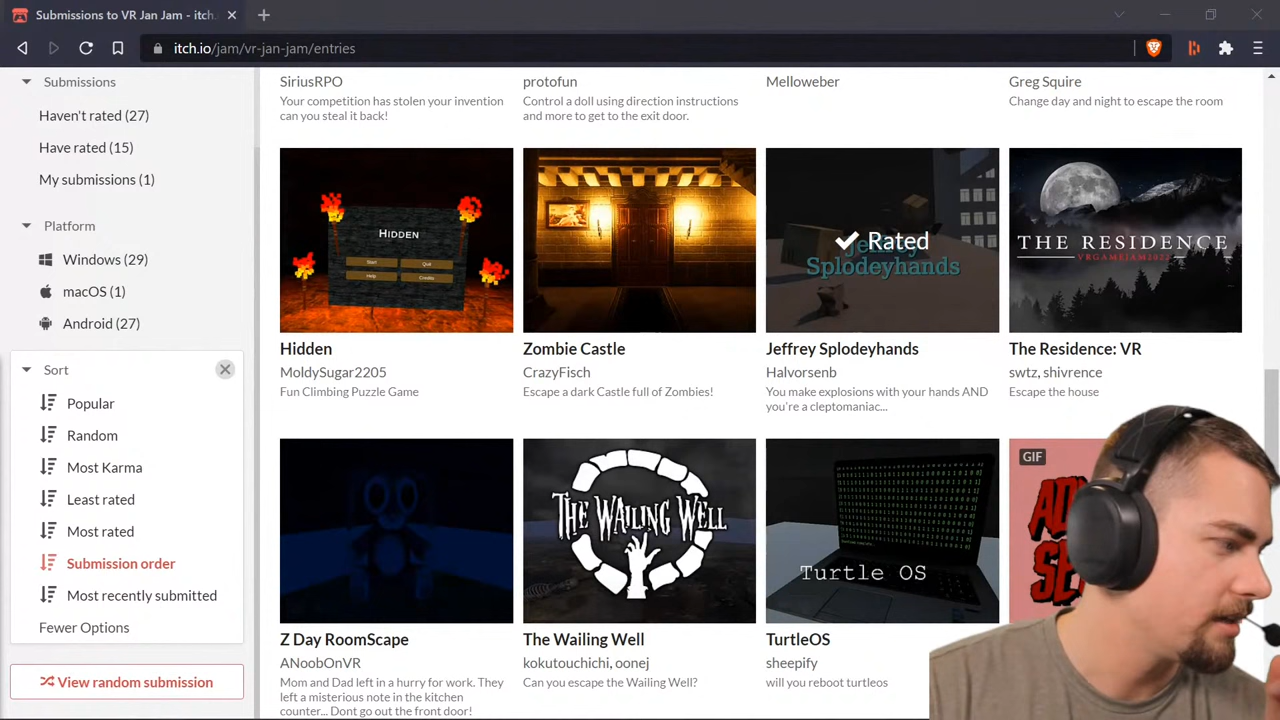 Submissions to VR Jan Jam - itch.
itch.io/jam/vr-jan-jam/entries
Submissions
Haven't rated (27)
Have rated (15)
My submissions (1)
Platform
Windows (29)
macOS (1)
Android (27)
Sort
Popular
Random
Most Karma
Least rated
Most rated
Submission order
Most recently submitted
Fewer Options
View random submission
SiriusRPO
Your competition has stolen your invention
can you steal it back!
protofun
Control a doll using direction instructions
and more to get to the exit door.
Melloweber
Greg Squire
Change day and night to escape the room
HIDDEN
Start
Quit
Help
Credits
Hidden
MoldySugar2205
Fun Climbing Puzzle Game
Zombie Castle
CrazyFisch
Escape a dark Castle full of Zombies!
Rated
Jeffrey
Splodeyhands
Jeffrey Splodeyhands
Halvorsenb
You make explosions with your hands AND
you're a cleptomaniac...
THE RESIDENCE
VRGAMEJAM2022
The Residence: VR
swtz, shivrence
Escape the house
Z Day RoomScape
ANoobOnVR
Mom and Dad left in a hurry for work. They
left a misterious note in the kitchen
counter... Dont go out the front door!
THE WAILING WELL
The Wailing Well
kokutouchichi, oonej
Can you escape the Wailing Well?
Turtle OS
TurtleOS
sheepify
will you reboot turtleos
GIF